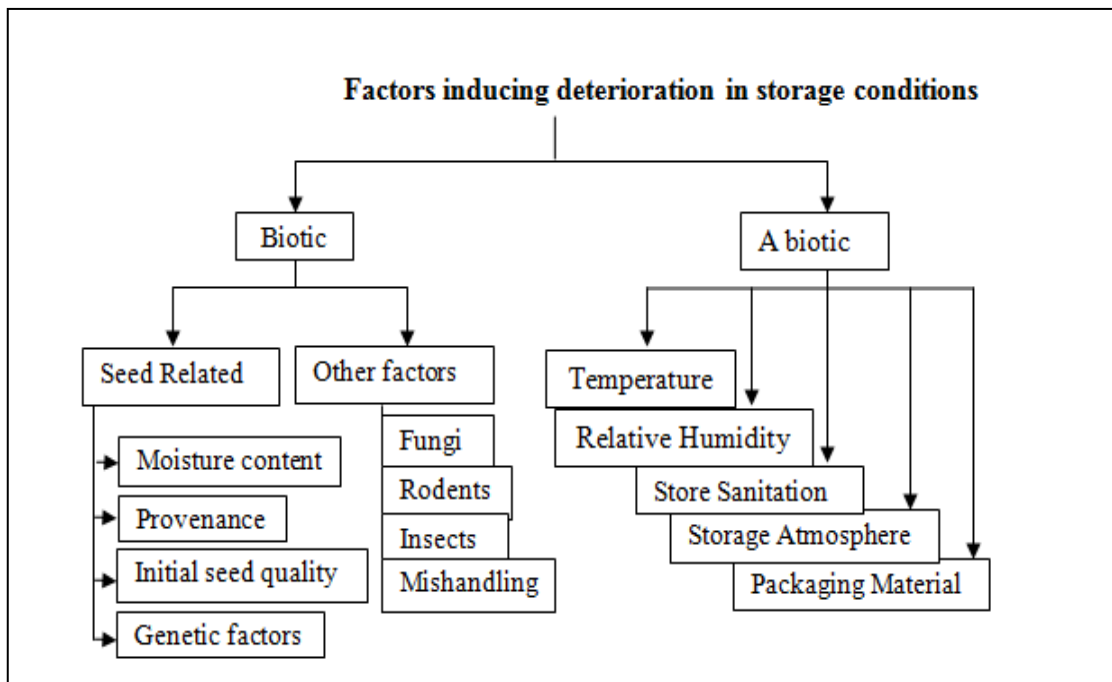 Factors inducing deterioration in storage conditions
Biotic
A biotic
Seed Related
Other factors
Moisture content
Provenance
Initial seed quality
Genetic factors
Fungi
Rodents
Insects
Mishandling
Temperature
Relative Humidity
Store Sanitation
Storage Atmosphere
Packaging Material